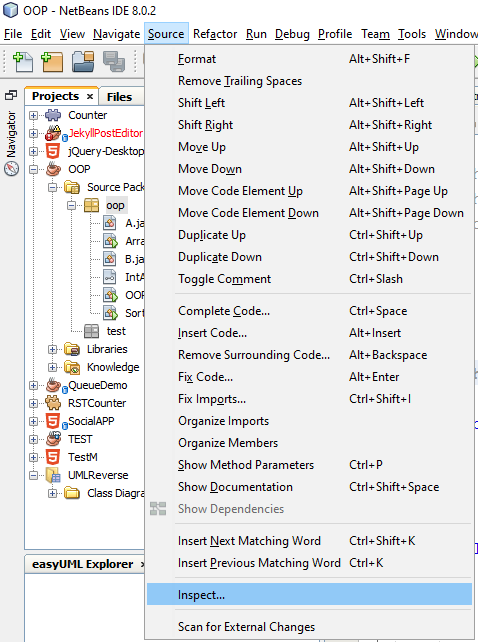 OOP - NetBeans IDE 8.0.2
File Edit View Navigate Source Refactor Run Debug Profile Team Tools Window
Projects × Files
Navigator
Counter
JekyllPostEditor
jQuery-Desktop
OOP
Source Pack
oop
A.ja
Arra
B.ja
IntA
OOP
Sort
test
Libraries
Knowledge
QueueDemo
RSTCounter
SocialAPP
TEST
TestM
UMLReverse
Class Diagra
easyUML Explorer ×
Format Alt+Shift+F
Remove Trailing Spaces
Shift Left Alt+Shift+Left
Shift Right Alt+Shift+Right
Move Up Alt+Shift+Up
Move Down Alt+Shift+Down
Move Code Element Up Alt+Shift+Page Up
Move Code Element Down Alt+Shift+Page Down
Duplicate Up Ctrl+Shift+Up
Duplicate Down Ctrl+Shift+Down
Toggle Comment Ctrl+Slash
Complete Code... Ctrl+Space
Insert Code... Alt+Insert
Remove Surrounding Code... Alt+Backspace
Fix Code... Alt+Enter
Fix Imports... Ctrl+Shift+I
Organize Imports
Organize Members
Show Method Parameters Ctrl+P
Show Documentation Ctrl+Shift+Space
Show Dependencies
Insert Next Matching Word Ctrl+Shift+K
Insert Previous Matching Word Ctrl+K
Inspect...
Scan for External Changes